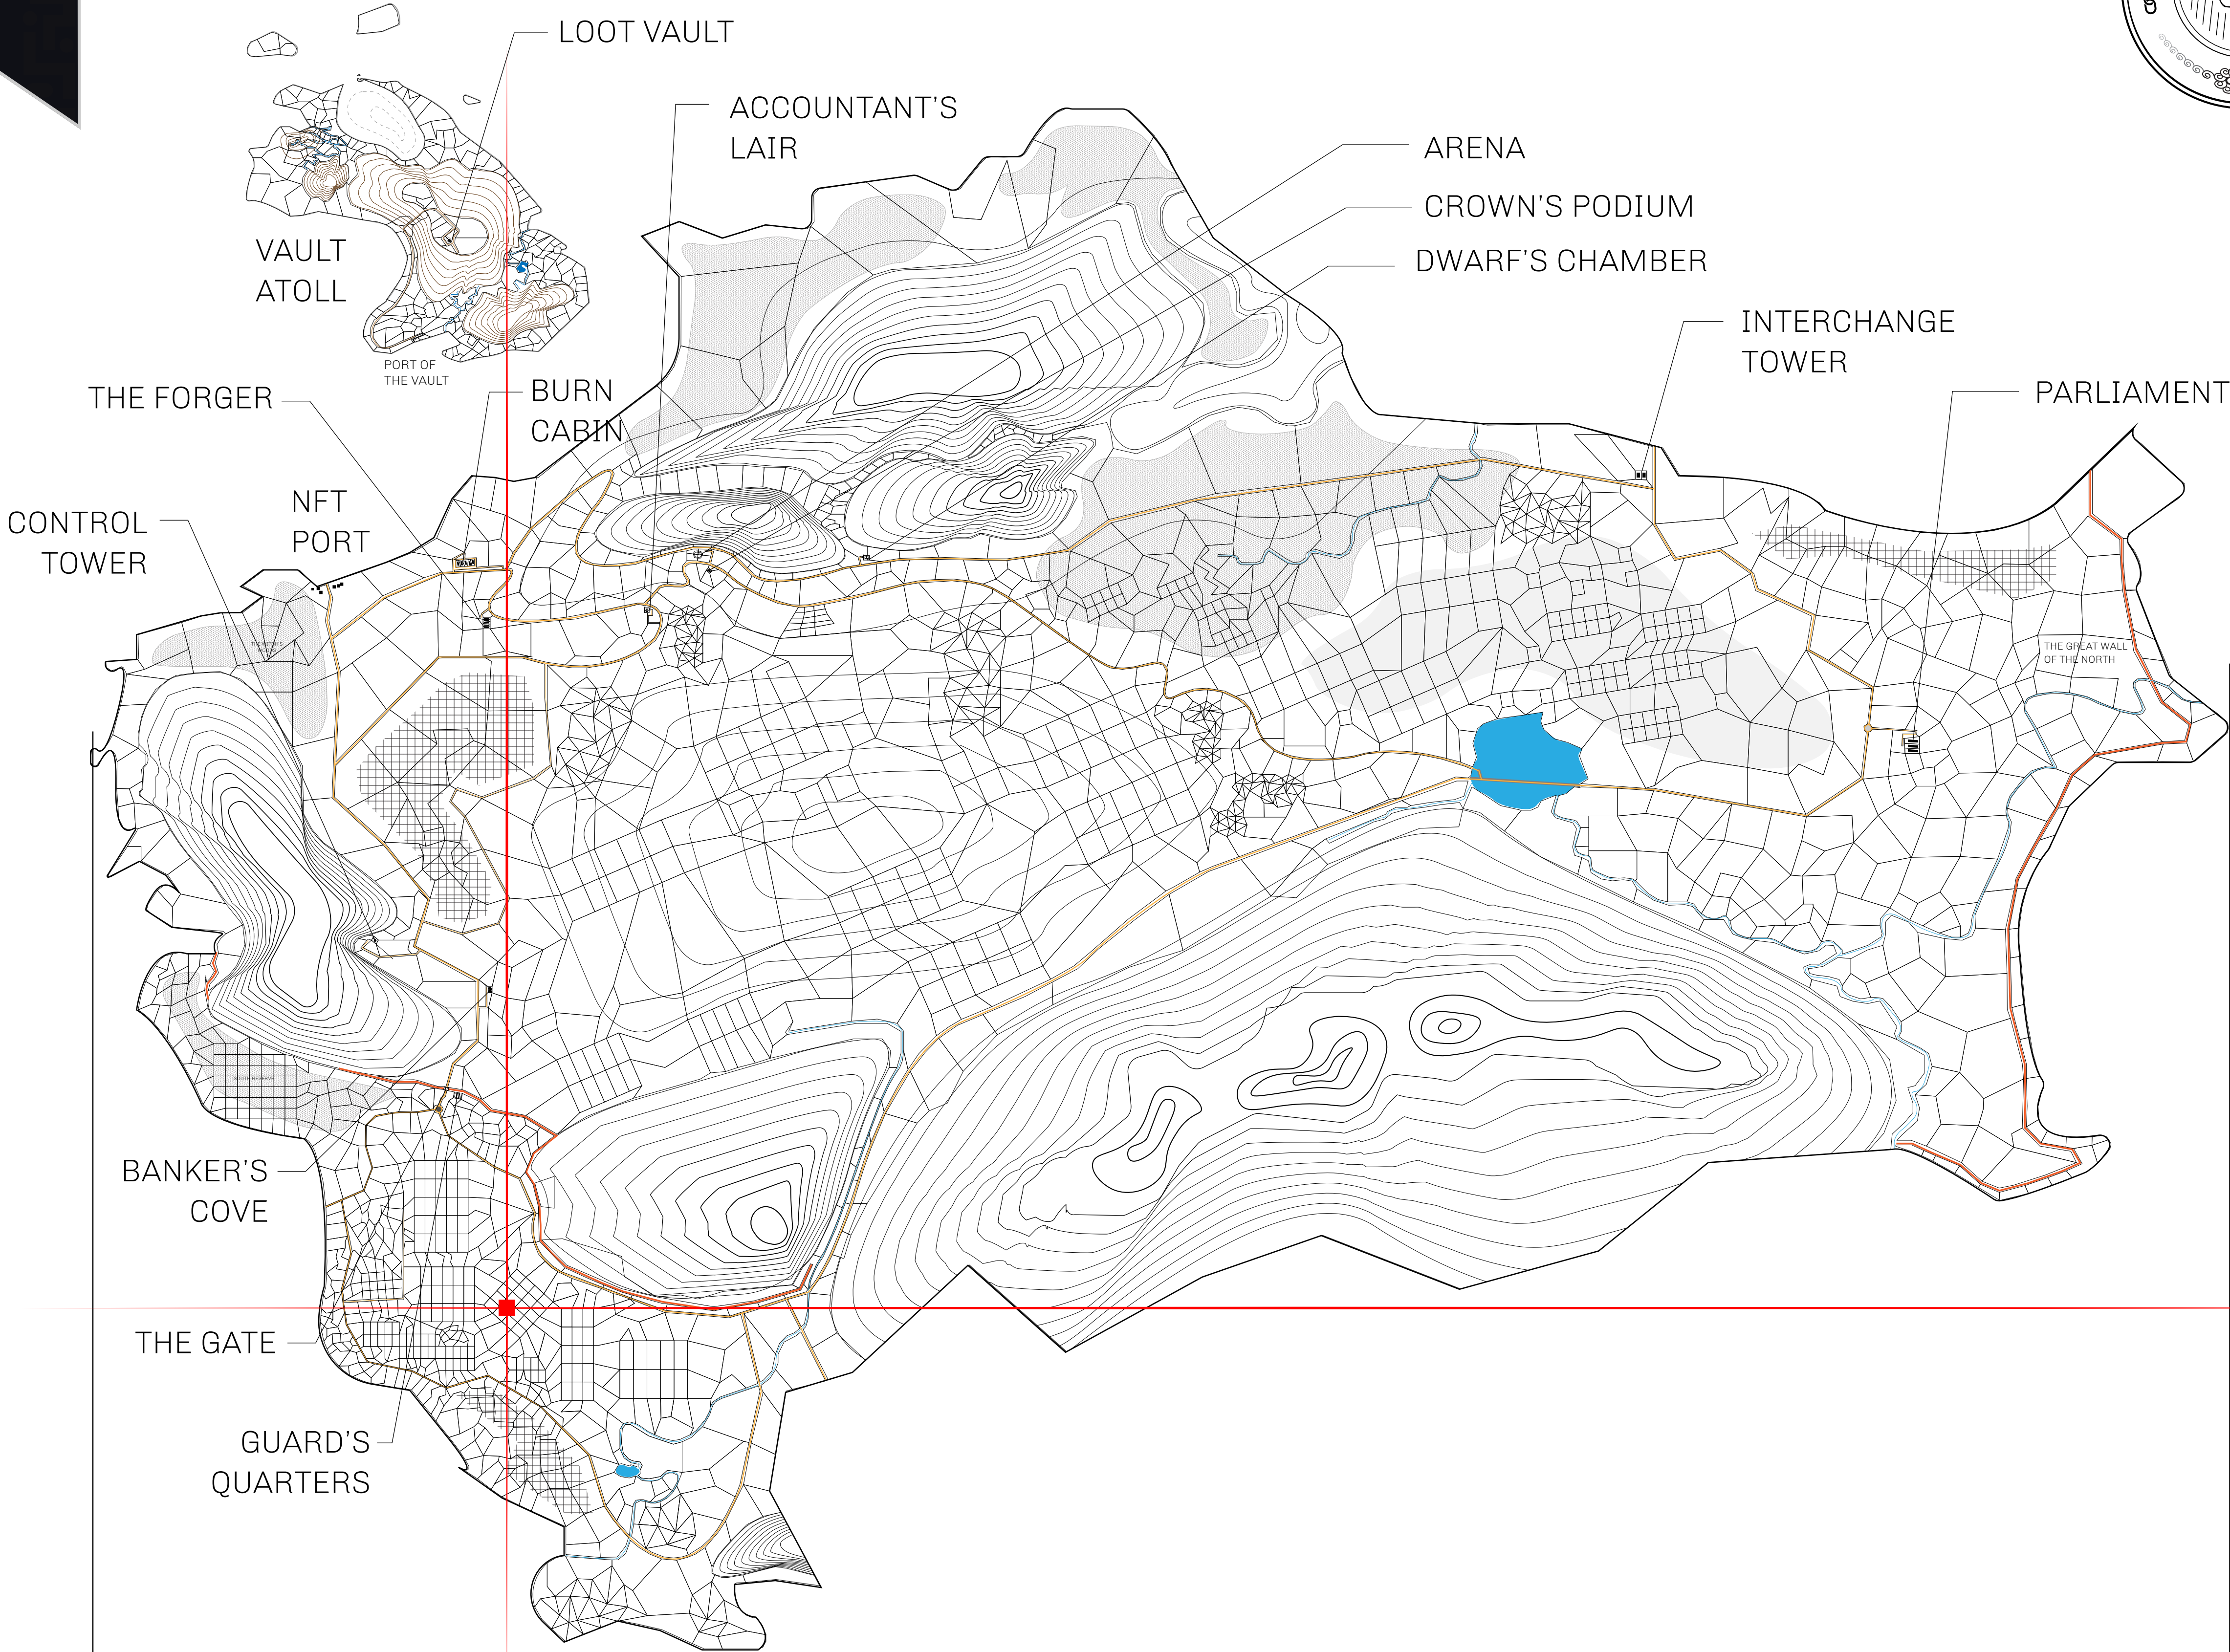 LOOT VAULT
ACCOUNTANT’S
LAIR
ARENA
CROWN’S PODIUM
DWARF’S CHAMBER
VAULT
ATOLL
INTERCHANGE
TOWER
PORT OF
THE VAULT
THE FORGER
BURN
CABIN
PARLIAMENT
NFT
PORT
CONTROL
TOWER
THE GREAT WALL
OF THE NORTH
SOUTH RESERVE
BANKER’S
COVE
THE GATE
GUARD’S
QUARTERS